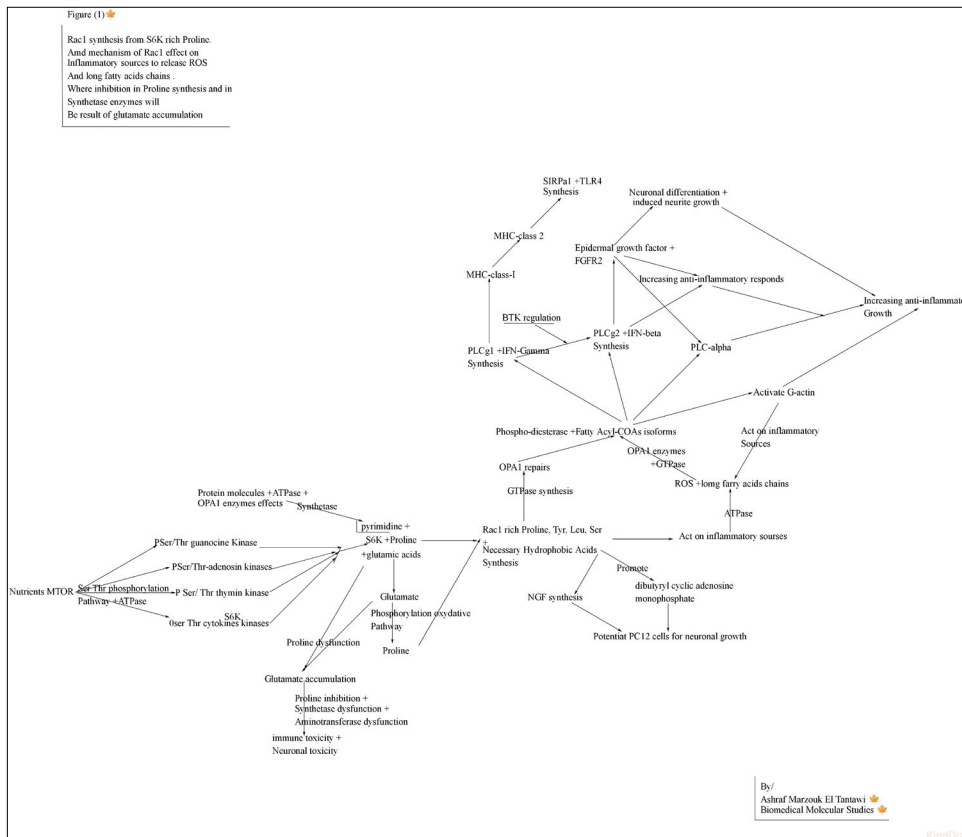 Figure (1)
Rac1 synthesis from S6K rich Proline.
Amd mechanism of Rac1 effect on
Inflammatory sources to release ROS
And long fatty acids chains .
Where inhibition in Proline synthesis and in
Synthetase enzymes will
Be result of glutamate accumulation
SIRPa1 +TLR4
Synthesis
Neuronal differentiation +
induced neurite growth
MHC-class 2
Epidermal growth factor +
FGFR2
MHC-class-I
Increasing anti-inflammatory responds
Increasing anti-inflammate
Growth
BTK regulation
PLCg1 +IFN-Gamma
Synthesis
PLCg2 +IFN-beta
Synthesis
PLC-alpha
Activate G-actin
Phospho-diesterase +Fatty Acyl-COAs isoforms
Act on inflammatory
Sources
OPA1 enzymes
+GTPase
OPA1 repairs
ROS +lomg farry acids chains
GTPase synthesis
ATPase
Protein molecules +ATPase +
OPA1 enzymes effects
Synthetase
pyrimidine +
S6K +Proline
+glutamic acids
Rac1 rich Proline, Tyr, Leu, Ser
+
Necessary Hydrophobic Acids
Synthesis
Act on inflammatory sourses
PSer/Thr guanocine Kinase
PSer/Thr-adenosin kinases
Nutrients MTOR
Ser Thr phosphorylation
Pathway +ATPase
P Ser/ Thr thymin kinase
S6K
0ser Thr cytokines kinases
Promote
NGF synthesis
dibutyryl cyclic adenosine
monophosphate
Glutamate
Phosphorylation oxydative
Pathway
Potential PC12 cells for neuronal growth
Proline dysfunction
Proline
Glutamate accumulation
Proline inhibition +
Synthetase dysfunction +
Aminotransferase dysfunction
immune toxicity +
Neuronal toxicity
By/
Ashraf Marzouk El Tantawi
Biomedical Molecular Studies